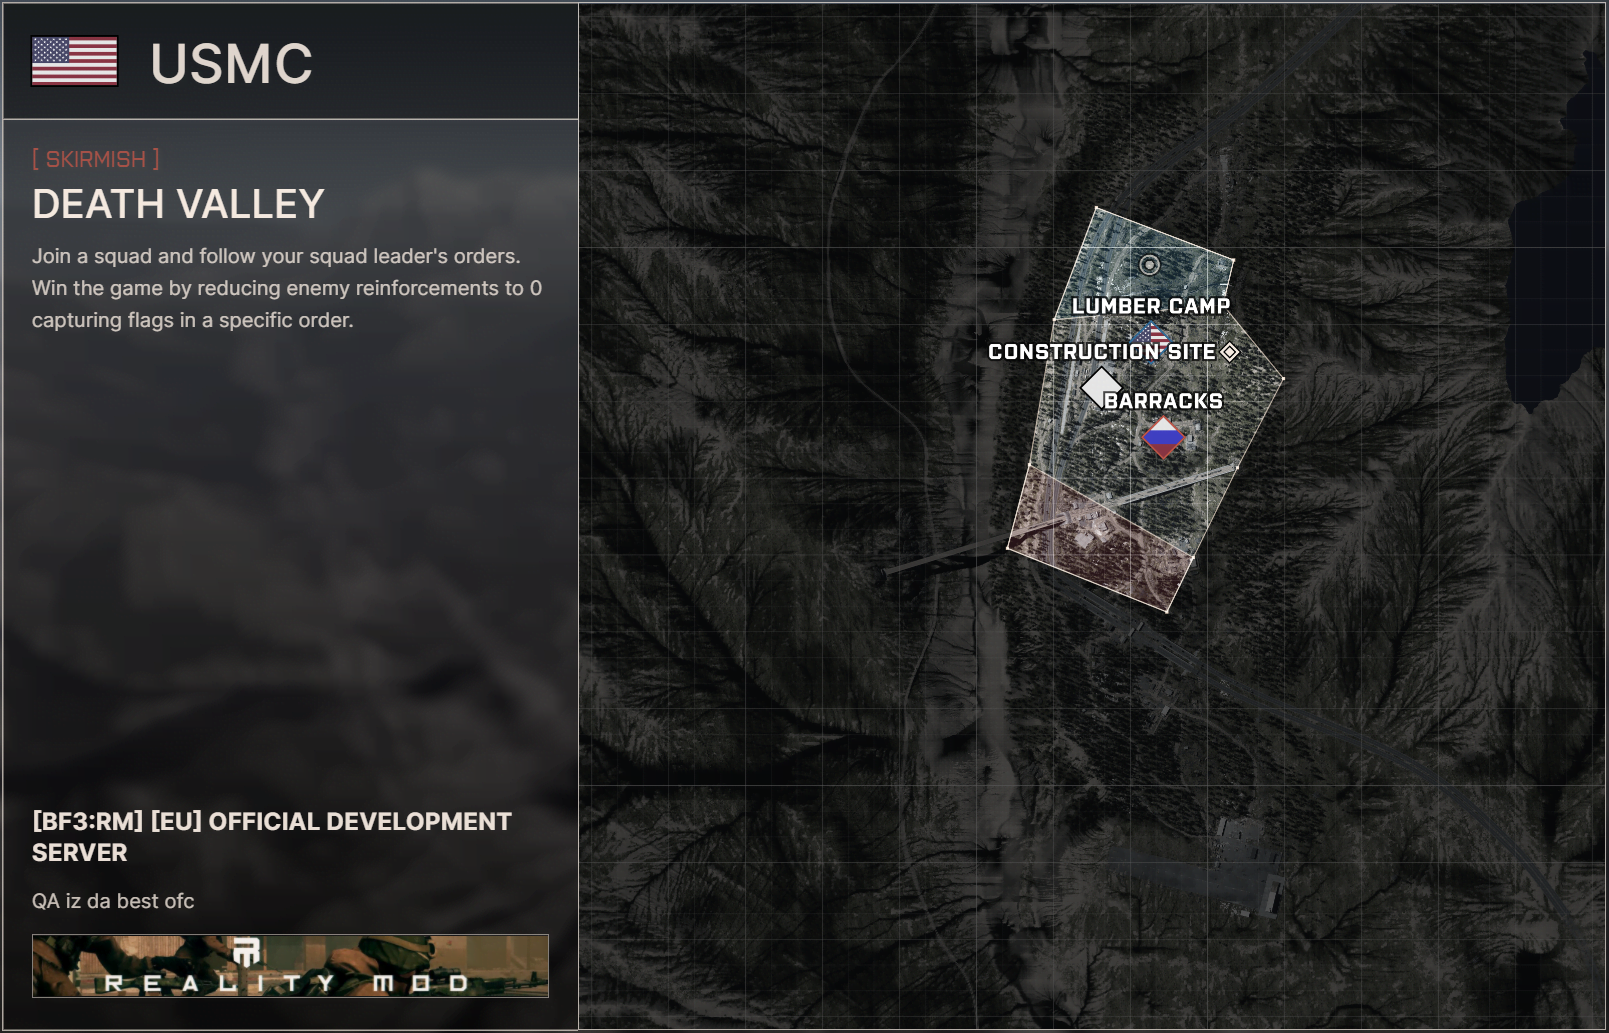 USMC
[ SKIRMISH ]
DEATH VALLEY
Join a squad and follow your squad leader's orders.
Win the game by reducing enemy reinforcements to 0
capturing flags in a specific order.
[BF3:RM] [EU] OFFICIAL DEVELOPMENT
SERVER
QA iz da best ofc
REALITY MOD
LUMBER CAMP
CONSTRUCTION SITE
BARRACKS